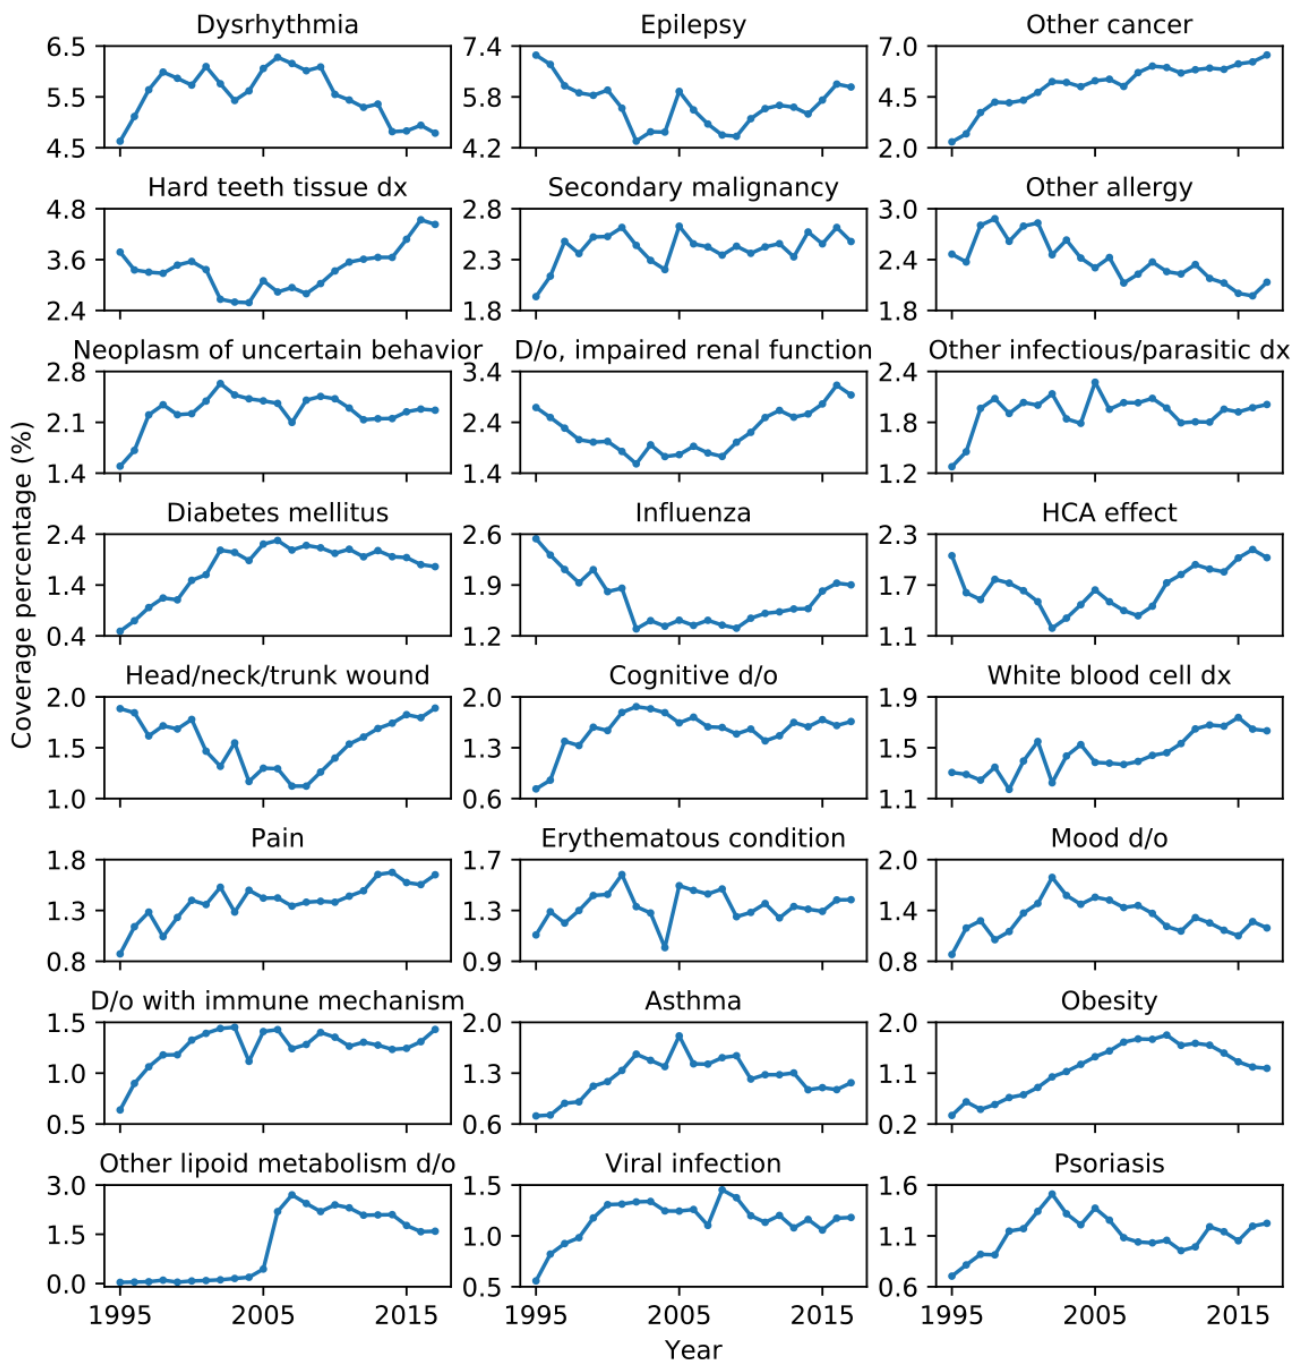 Dysrhythmia
Epilepsy
Other cancer
6.5
5.5
4.5
7.4
5.8
4.2
7.0
4.5
2.0
Hard teeth tissue dx
Secondary malignancy
Other allergy
4.8
3.6
2.4
2.8
2.3
1.8
3.0
2.4
1.8
Neoplasm of uncertain behavior
D/o, impaired renal function
Other infectious/parasitic dx
2.8
2.1
1.4
3.4
2.4
1.4
2.4
1.8
1.2
Coverage percentage (%)
Diabetes mellitus
Influenza
HCA effect
2.4
1.4
0.4
2.6
1.9
1.2
2.3
1.7
1.1
Head/neck/trunk wound
Cognitive d/o
White blood cell dx
2.0
1.5
1.0
2.0
1.3
0.6
1.9
1.5
1.1
Pain
Erythematous condition
Mood d/o
1.8
1.3
0.8
1.7
1.3
0.9
2.0
1.4
0.8
D/o with immune mechanism
Asthma
Obesity
1.5
1.0
0.5
2.0
1.3
0.6
2.0
1.1
0.2
Other lipoid metabolism d/o
Viral infection
Psoriasis
3.0
1.5
0.0
1.5
1.0
0.5
1.6
1.1
0.6
1995 2005 2015
1995 2005 2015
1995 2005 2015
Year